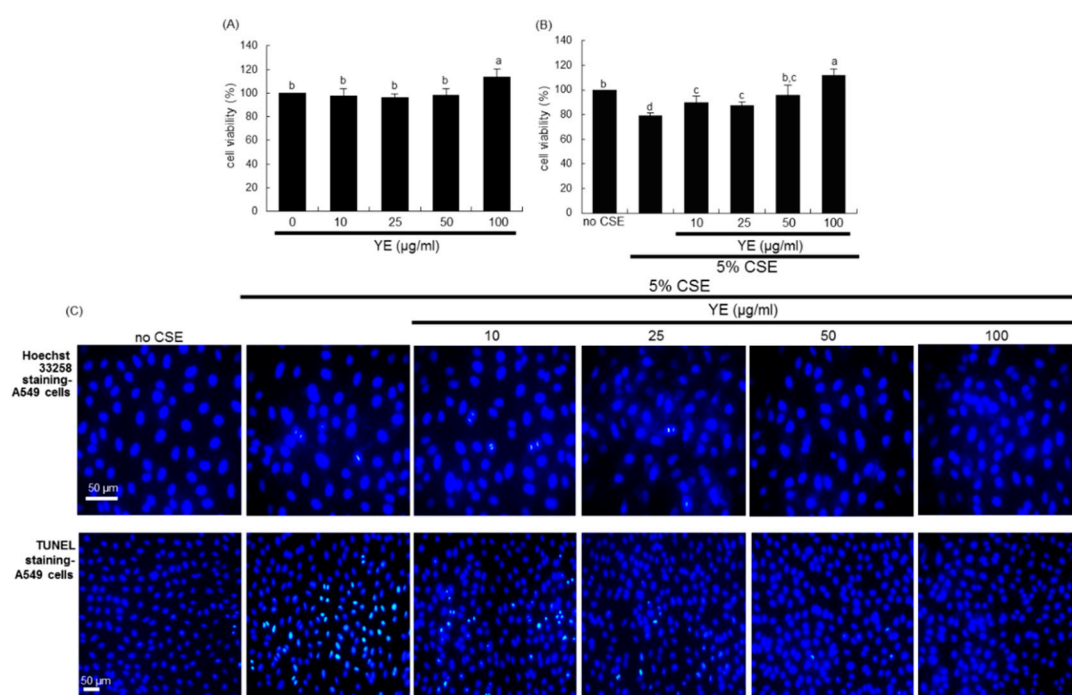 (A)
cell viability (%)
140
120
100
80
60
40
20
0
b
b
b
b
a
0 10 25 50 100
YE (µg/ml)
(B)
cell viability (%)
140
120
100
80
60
40
20
0
b
d
c
c
b,c
a
no CSE 10 25 50 100
YE (µg/ml)
5% CSE
5% CSE
(C)
YE (µg/ml)
no CSE 10 25 50 100
Hoechst
33258
staining-
A549 cells
50 µm
TUNEL
staining-
A549 cells
50 µm